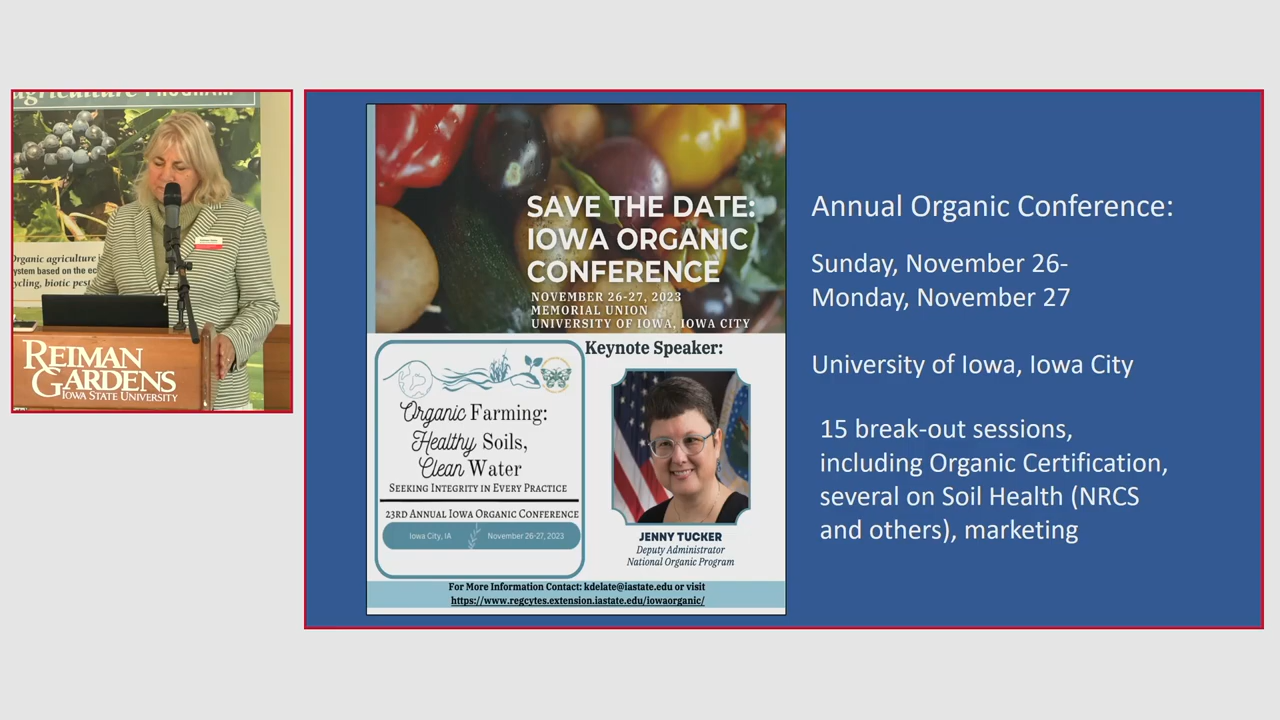 agriculture PROGRAM
Organic agriculture i
ystem based on the ec
cycling, biotic pest
REIMAN
GARDENS
IOWA STATE UNIVERSITY
SAVE THE DATE:
IOWA ORGANIC
CONFERENCE
NOVEMBER 26-27, 2023
MEMORIAL UNION
UNIVERSITY OF IOWA, IOWA CITY
Keynote Speaker:
Organic Farming:
Healthy Soils,
Clean Water
SEEKING INTEGRITY IN EVERY PRACTICE
23RD ANNUAL IOWA ORGANIC CONFERENCE
Iowa City, IA November 26-27, 2023
JENNY TUCKER
Deputy Administrator
National Organic Program
For More Information Contact: kdelate@iastate.edu or visit
https://www.regcytes.extension.iastate.edu/iowaorganic/
Annual Organic Conference:
Sunday, November 26-
Monday, November 27
University of Iowa, Iowa City
15 break-out sessions,
including Organic Certification,
several on Soil Health (NRCS
and others), marketing